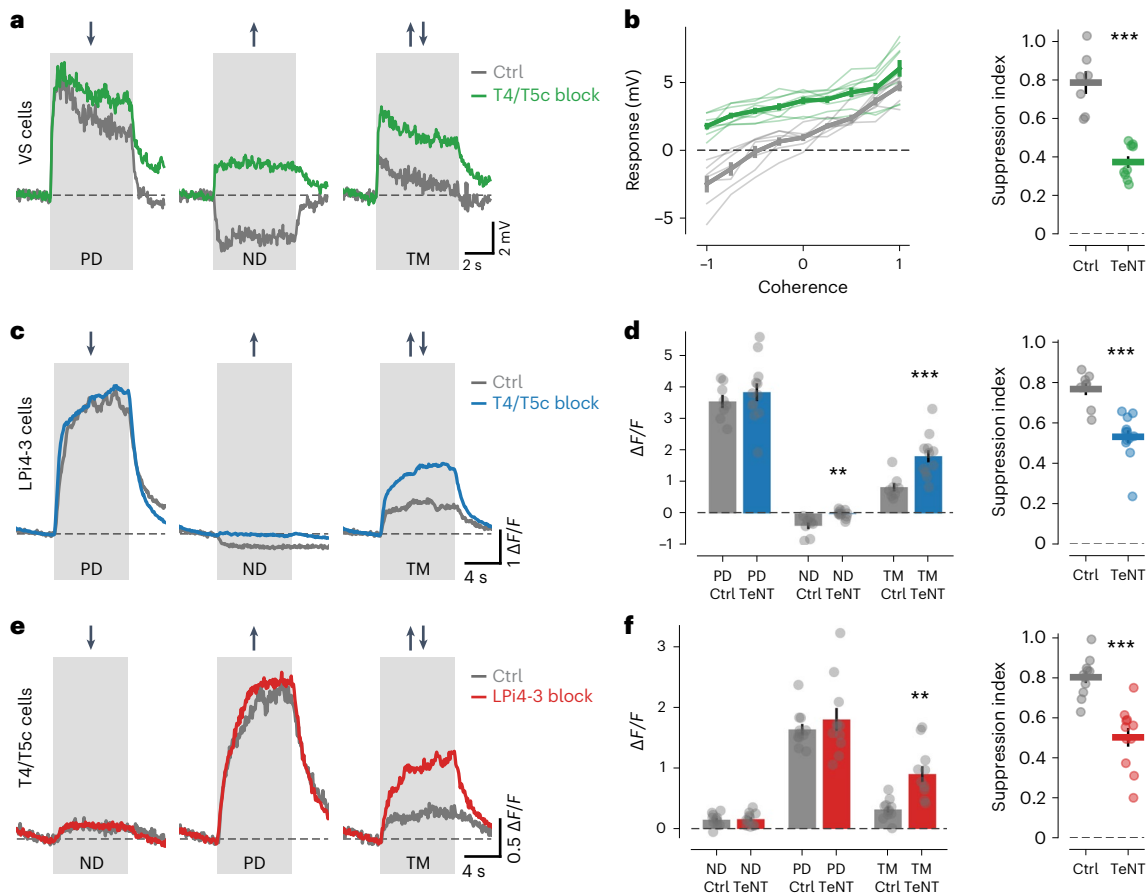 a
VS cells
Ctrl
T4/T5c block
PD
ND
TM
2 s
2 mV
b
Response (mV)
5
0
−5
−1
0
1
Coherence
Suppression index
1.0
0.8
0.6
0.4
0.2
0
***
Ctrl
TeNT
c
LPi4-3 cells
Ctrl
T4/T5c block
PD
ND
TM
4 s
1 ΔF/F
d
ΔF/F
5
4
3
2
1
0
−1
**
***
PD PD ND ND TM TM
Ctrl TeNT Ctrl TeNT Ctrl TeNT
Suppression index
1.0
0.8
0.6
0.4
0.2
0
***
Ctrl
TeNT
e
T4/T5c cells
Ctrl
LPi4-3 block
ND
PD
TM
4 s
0.5 ΔF/F
f
ΔF/F
3
2
1
0
**
ND ND PD PD TM TM
Ctrl TeNT Ctrl TeNT Ctrl TeNT
Suppression index
1.0
0.8
0.6
0.4
0.2
0
***
Ctrl
TeNT